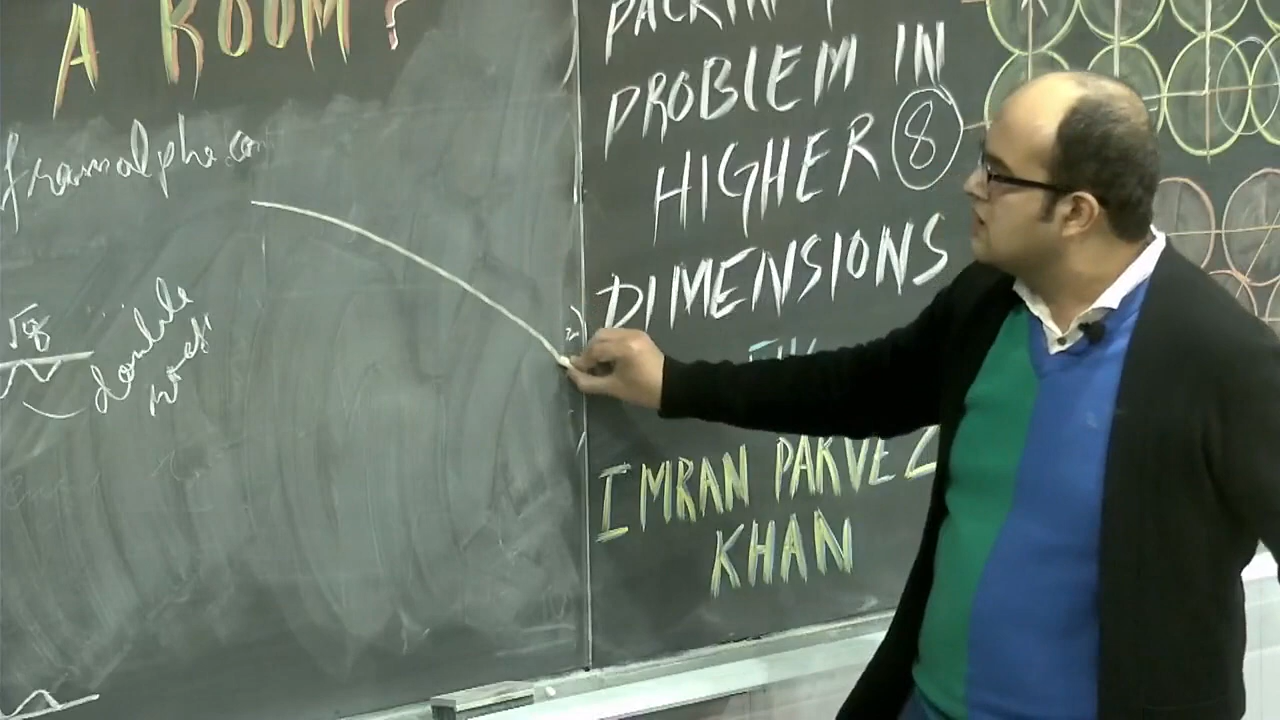 A ROOM?
framalpha.com
√8
double
root
PROBLEM IN
HIGHER 8
DIMENSIONS
IMRAN PARVEZ
KHAN